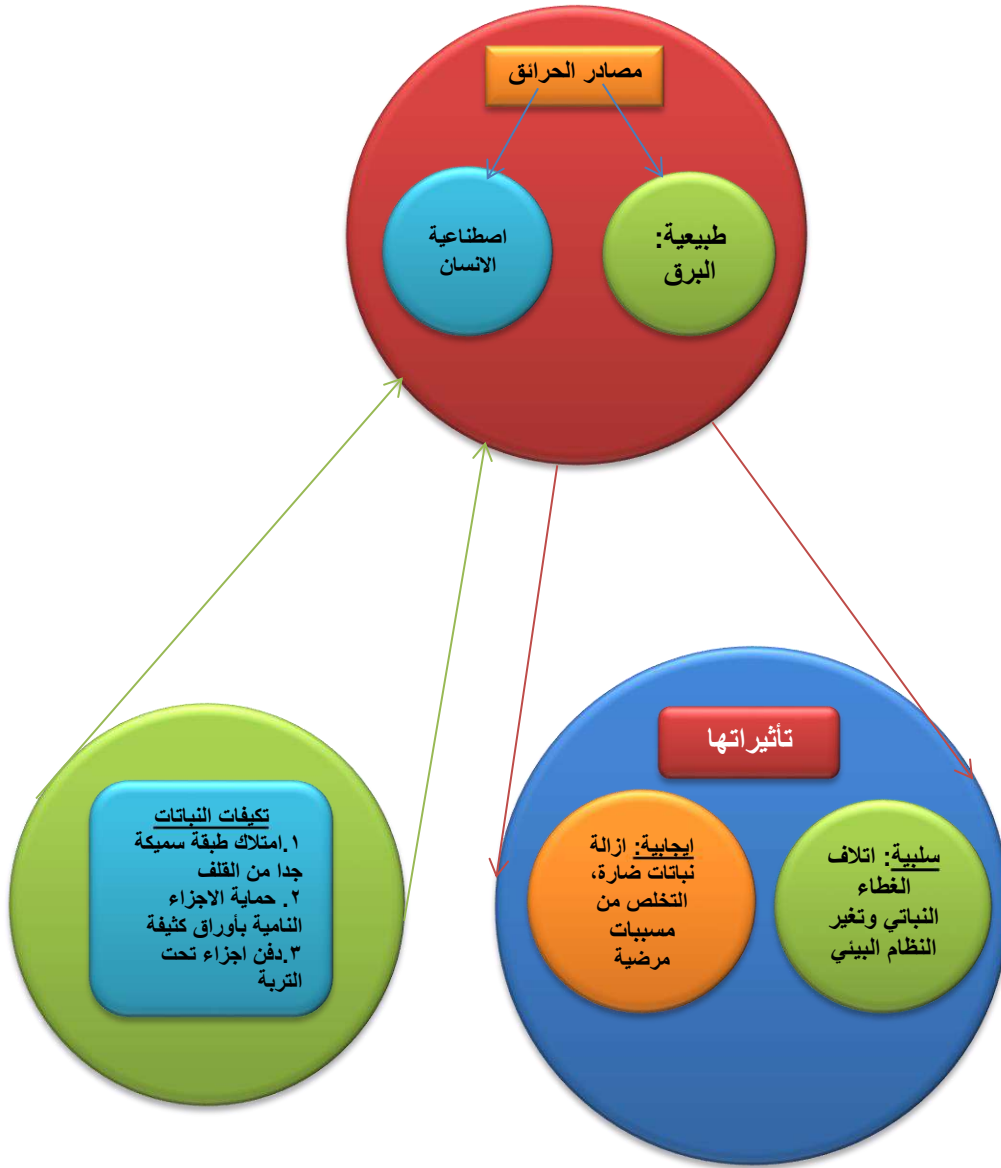 مصادر الحرائق
طبيعية:
البرق
اصطناعية
الانسان
تأثيراتها
سلبية: اتلاف
الغطاء
النباتي وتغير
النظام البيئي
ايجابية: ازالة
نباتات ضارة،
التخلص من
مسببات
مرضية
تكيفات النباتات
١.امتلاك طبقة سميكة
جدا من القلف
٢. حماية الاجزاء
النامية بأوراق كثيفة
٣.دفن اجزاء تحت
التربة